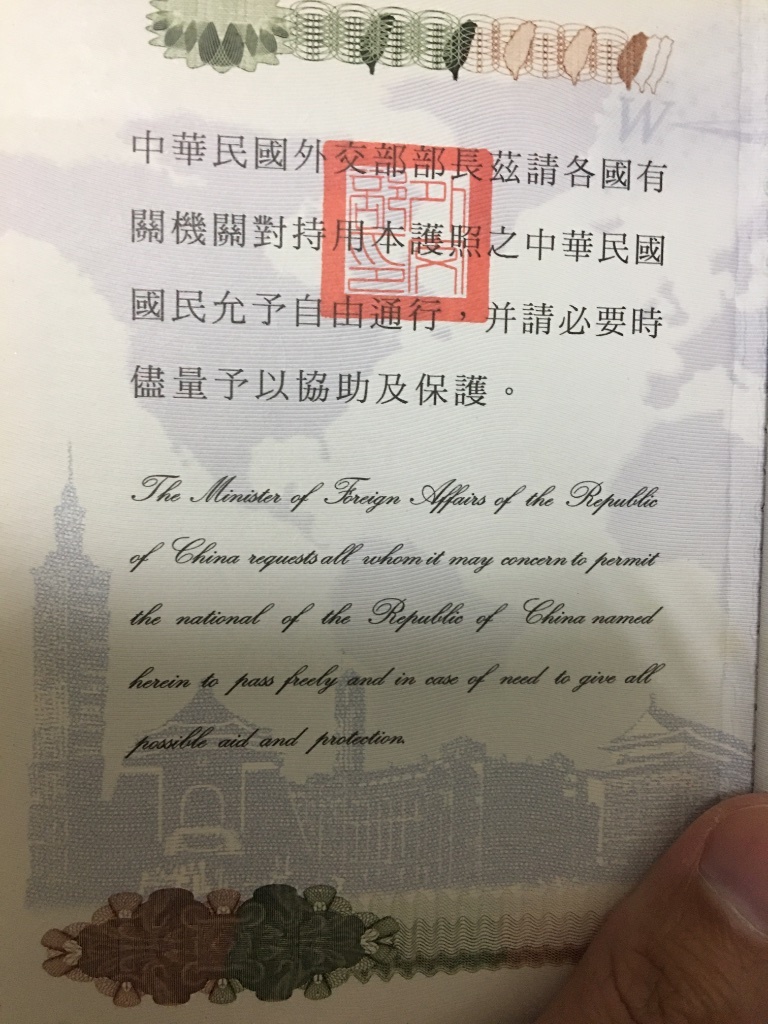 中華民國外交部部長茲請各國有
關機關對持用本護照之中華民國
國民允予自由通行，并請必要時
儘量予以協助及保護。
The Minister of Foreign Affairs of the Republic
of China requests all whom it may concern to permit
the national of the Republic of China named
herein to pass freely and in case of need to give all
possible aid and protection.
W